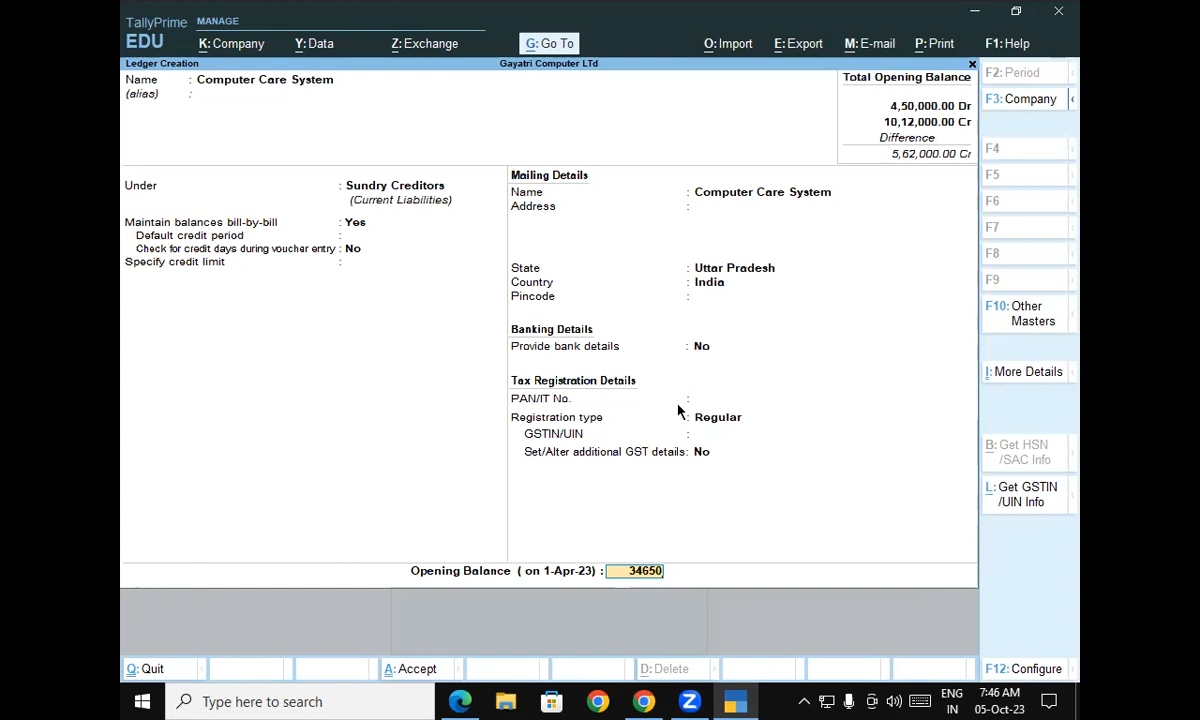 TallyPrime MANAGE
EDU K: Company Y: Data Z: Exchange G: Go To O: Import E: Export M: E-mail P: Print F1: Help
Ledger Creation Gayatri Computer LTd
Name : Computer Care System
(alias) :
Total Opening Balance
4,50,000.00 Dr
10,12,000.00 Cr
Difference
5,62,000.00 Cr
Under : Sundry Creditors
(Current Liabilities)
Maintain balances bill-by-bill : Yes
Default credit period :
Check for credit days during voucher entry : No
Specify credit limit :
Mailing Details
Name : Computer Care System
Address :
State : Uttar Pradesh
Country : India
Pincode :
Banking Details
Provide bank details : No
Tax Registration Details
PAN/IT No. :
Registration type : Regular
GSTIN/UIN :
Set/Alter additional GST details: No
Opening Balance ( on 1-Apr-23) : 34650
F2: Period
F3: Company
F4
F5
F6
F7
F8
F9
F10: Other
Masters
I: More Details
B: Get HSN
/SAC Info
L: Get GSTIN
/UIN Info
Q: Quit A: Accept D: Delete F12: Configure
Type here to search
ENG
IN
7:46 AM
05-Oct-23